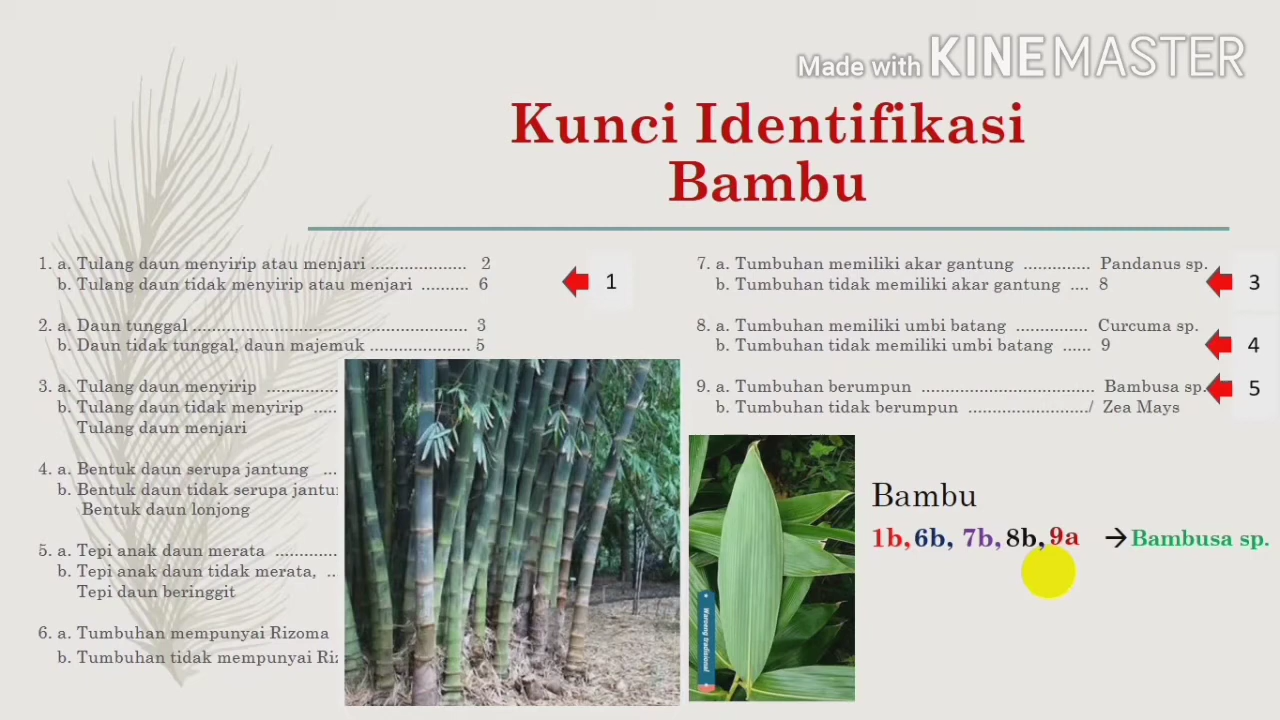 Made with KINEMASTER
Kunci Identifikasi
Bambu
1. a. Tulang daun menyirip atau menjari .................... 2
b. Tulang daun tidak menyirip atau menjari .......... 6
1
2. a. Daun tunggal ......................................................... 3
b. Daun tidak tunggal, daun majemuk ..................... 5
3. a. Tulang daun menyirip ...............
b. Tulang daun tidak menyirip .....
Tulang daun menjari
4. a. Bentuk daun serupa jantung ...
b. Bentuk daun tidak serupa
Bentuk daun lonjong
5. a. Tepi anak daun merata .............
b. Tepi anak daun tidak merata, ..
Tepi daun beringgit
6. a. Tumbuhan mempunyai Rizoma
b. Tumbuhan tidak mempunyai
7. a. Tumbuhan memiliki akar gantung .............. Pandanus sp.
b. Tumbuhan tidak memiliki akar gantung .... 8
3
8. a. Tumbuhan memiliki umbi batang ............... Curcuma sp.
b. Tumbuhan tidak memiliki umbi batang ...... 9
4
9. a. Tumbuhan berumpun .................................... Bambusa sp.
5
b. Tumbuhan tidak berumpun ........................./ Zea Mays
Warung tradisional
Bambu
1b, 6b, 7b, 8b, 9a → Bambusa sp.